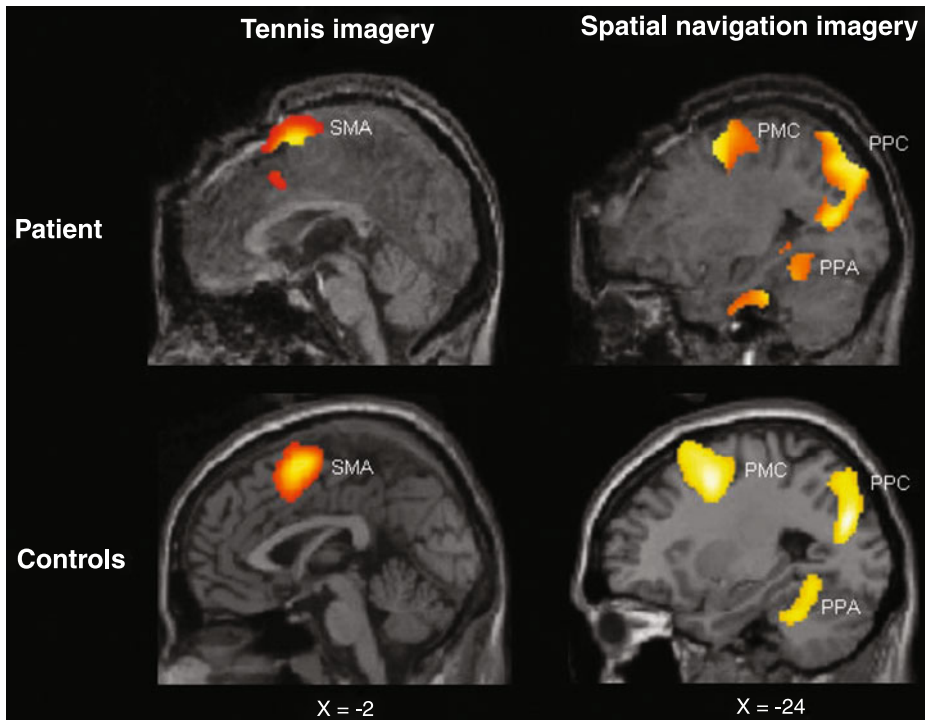 Tennis imagery
Spatial navigation imagery
Patient
SMA
PMC
PPC
PPA
Controls
SMA
PMC
PPC
PPA
X = -2
X = -24